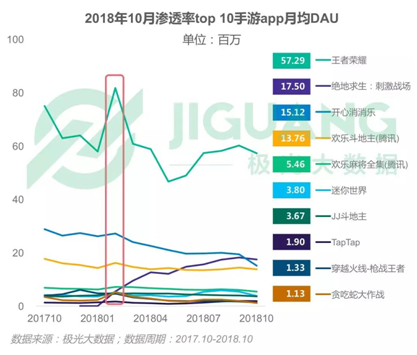 2018年10月渗透率top 10手游app月均DAU
单位：百万
100
80
60
40
20
0
201710
201801
201804
201807
201810
57.29 王者荣耀
17.50 绝地求生：刺激战场
15.12 开心消消乐
13.76 欢乐斗地主(腾讯)
5.46 欢乐麻将全集(腾讯)
3.80 迷你世界
3.67 JJ斗地主
1.90 TapTap
1.33 穿越火线-枪战王者
1.13 贪吃蛇大作战
JIGUANG
极光大数据
数据来源：极光大数据；数据周期：2017.10-2018.10